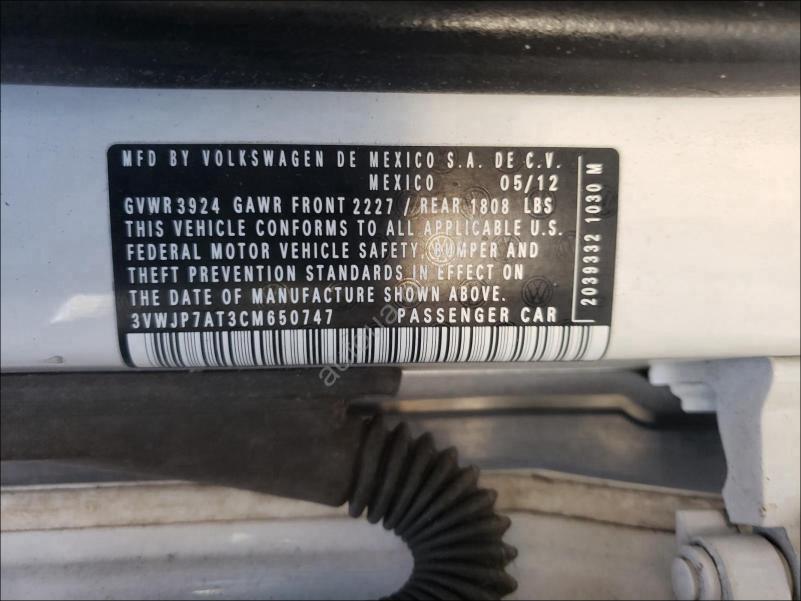 MFD BY VOLKSWAGEN DE MEXICO S.A. DE C.V.
MEXICO 05/12
GVWR 3924 GAWR FRONT 2227 / REAR 1808 LBS
THIS VEHICLE CONFORMS TO ALL APPLICABLE U.S.
FEDERAL MOTOR VEHICLE SAFETY, BUMPER AND
THEFT PREVENTION STANDARDS IN EFFECT ON
THE DATE OF MANUFACTURE SHOWN ABOVE.
3VWJP7AT3CM650747 PASSENGER CAR
2039332 1030 M